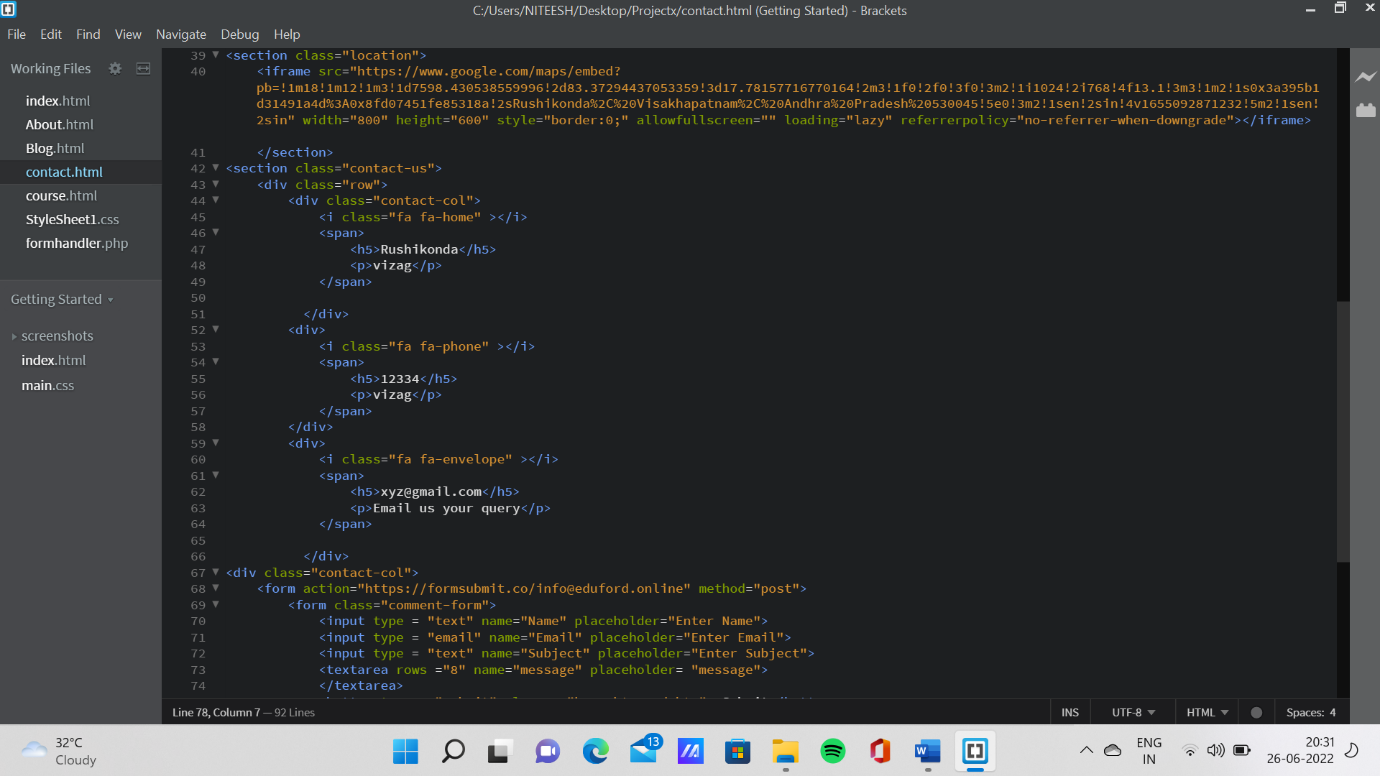 C:/Users/NITEESH/Desktop/Projectx/contact.html (Getting Started) - Brackets
File Edit Find View Navigate Debug Help
Working Files
index.html
About.html
Blog.html
contact.html
course.html
StyleSheet1.css
formhandler.php
Getting Started
screenshots
index.html
main.css
39 <section class="location">
40 <iframe src="https://www.google.com/maps/embed?
pb=!1m18!1m12!1m3!1d7598.430538559996!2d83.37294437053359!3d17.78157716770164!2m3!1f0!2f0!3f0!3m2!1i1024!2i768!4f13.1!3m3!1m2!1s0x3a395b1
d31491a4d%3A0x8fd07451fe85318a!2sRushikonda%2C%20Visakhapatnam%2C%20Andhra%20Pradesh%20530045!5e0!3m2!1sen!2sin!4v1655092871232!5m2!1sen!
2sin" width="800" height="600" style="border:0;" allowfullscreen="" loading="lazy" referrerpolicy="no-referrer-when-downgrade"></iframe>
41 </section>
42 <section class="contact-us">
43 <div class="row">
44 <div class="contact-col">
45 <i class="fa fa-home" ></i>
46 <span>
47 <h5>Rushikonda</h5>
48 <p>vizag</p>
49 </span>
50
51 </div>
52 <div>
53 <i class="fa fa-phone" ></i>
54 <span>
55 <h5>12334</h5>
56 <p>vizag</p>
57 </span>
58 </div>
59 <div>
60 <i class="fa fa-envelope" ></i>
61 <span>
62 <h5>xyz@gmail.com</h5>
63 <p>Email us your query</p>
64 </span>
65
66 </div>
67 <div class="contact-col">
68 <form action="https://formsubmit.co/info@eduford.online" method="post">
69 <form class="comment-form">
70 <input type = "text" name="Name" placeholder="Enter Name">
71 <input type = "email" name="Email" placeholder="Enter Email">
72 <input type = "text" name="Subject" placeholder="Enter Subject">
73 <textarea rows ="8" name="message" placeholder= "message">
74 </textarea>
Line 78, Column 7 — 92 Lines
INS UTF-8 HTML Spaces: 4
32°C
Cloudy
13
ENG
IN
20:31
26-06-2022